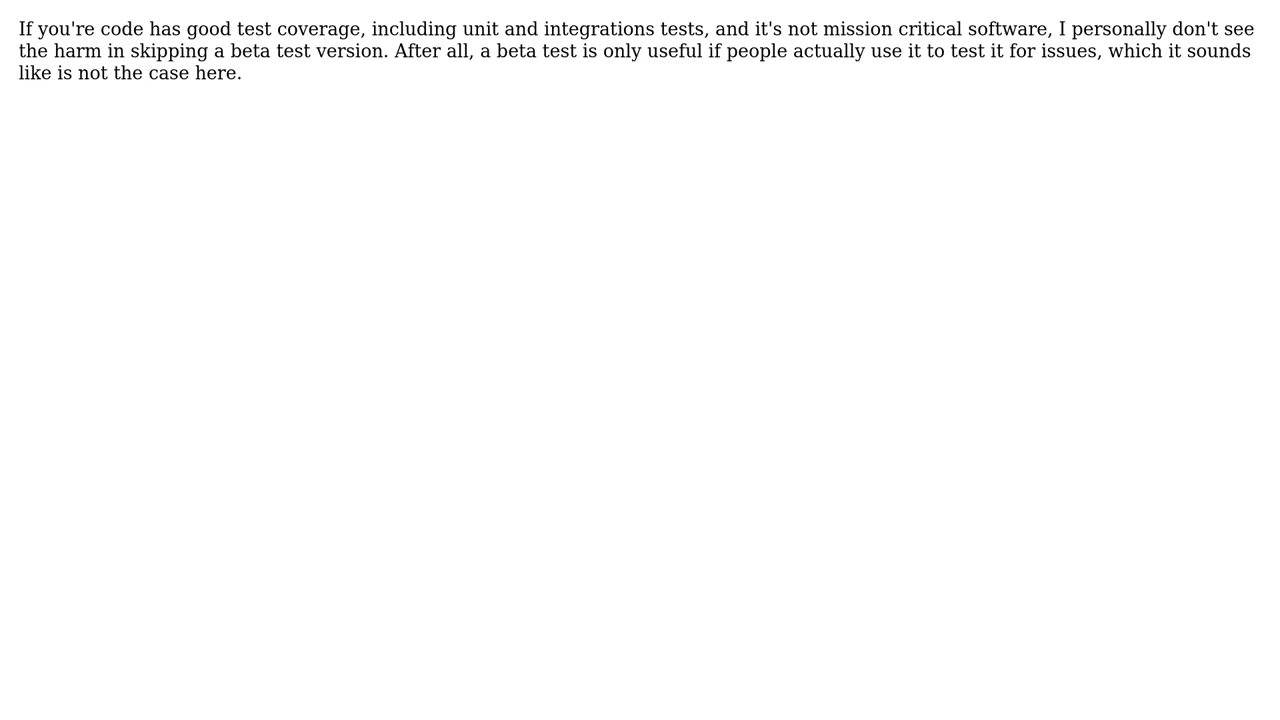 If you're code has good test coverage, including unit and integrations tests, and it's not mission critical software, I personally don't see
the harm in skipping a beta test version. After all, a beta test is only useful if people actually use it to test it for issues, which it sounds
like is not the case here.